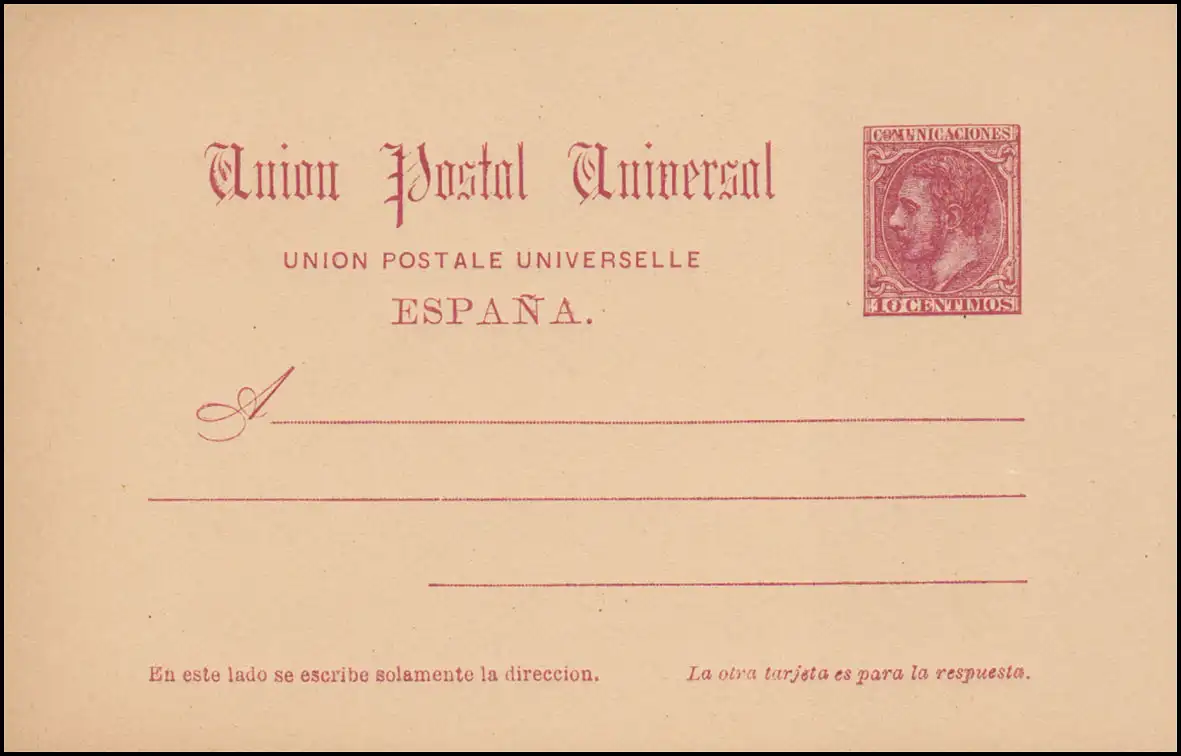 Union Postal Universal
COMUNICACIONES
10 CENTIMOS
UNION POSTALE UNIVERSELLE
ESPAÑA.
A
En este lado se escribe solamente la direccion.
La otra tarjeta es para la respuesta.